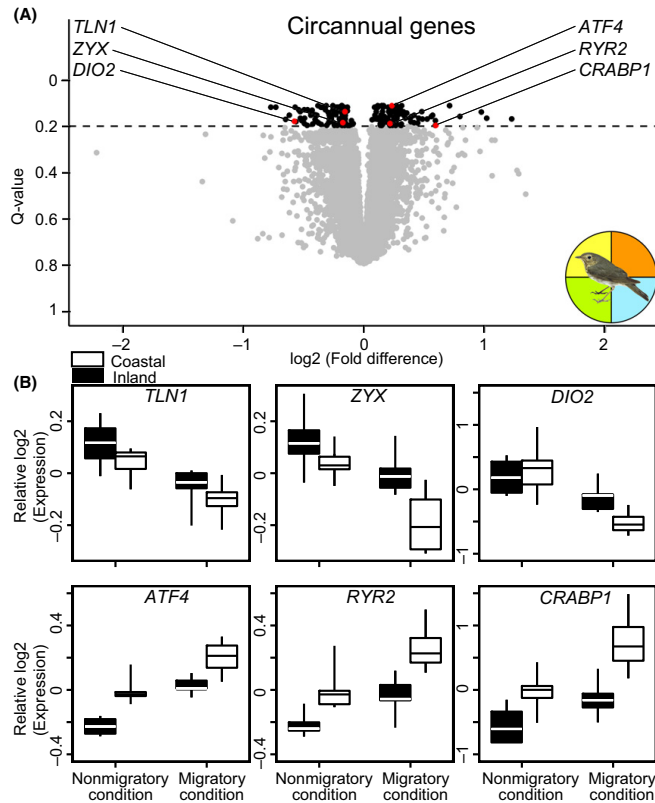 (A)
Circannual genes
TLN1
ZYX
DIO2
ATF4
RYR2
CRABP1
Q-value
0
0.2
0.4
0.6
0.8
1
−2
−1
0
1
2
log2 (Fold difference)
Coastal
Inland
(B)
TLN1
ZYX
DIO2
Relative log2
(Expression)
0.2
0
−0.2
0.2
0
−0.2
1
0
−1
ATF4
RYR2
CRABP1
Relative log2
(Expression)
0.4
0
−0.4
0.4
0
−0.4
1
0
−1
Nonmigratory
condition
Migratory
condition
Nonmigratory
condition
Migratory
condition
Nonmigratory
condition
Migratory
condition